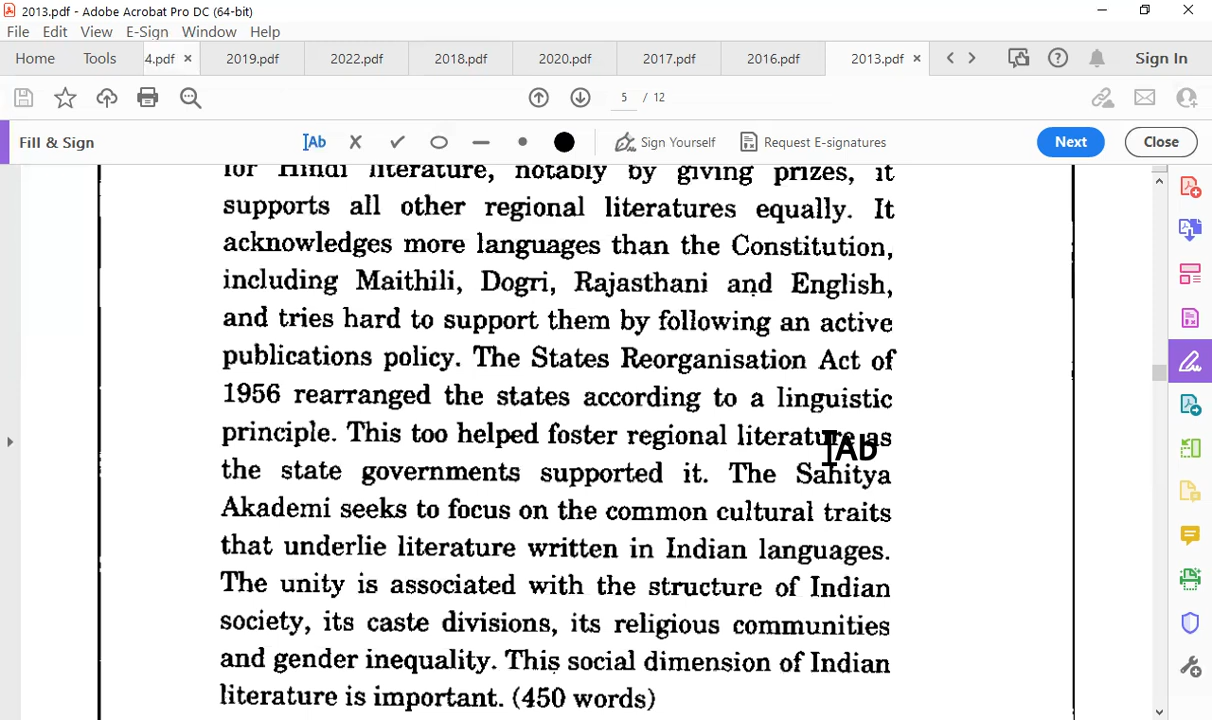 2013.pdf - Adobe Acrobat Pro DC (64-bit)
File Edit View E-Sign Window Help
Home Tools 4.pdf × 2019.pdf 2022.pdf 2018.pdf 2020.pdf 2017.pdf 2016.pdf 2013.pdf × Sign In
5 / 12
Fill & Sign Ab Sign Yourself Request E-signatures Next Close
for Hindi literature, notably by giving prizes, it
supports all other regional literatures equally. It
acknowledges more languages than the Constitution,
including Maithili, Dogri, Rajasthani and English,
and tries hard to support them by following an active
publications policy. The States Reorganisation Act of
1956 rearranged the states according to a linguistic
principle. This too helped foster regional literature as
Ab
the state governments supported it. The Sahitya
Akademi seeks to focus on the common cultural traits
that underlie literature written in Indian languages.
The unity is associated with the structure of Indian
society, its caste divisions, its religious communities
and gender inequality. This social dimension of Indian
literature is important. (450 words)